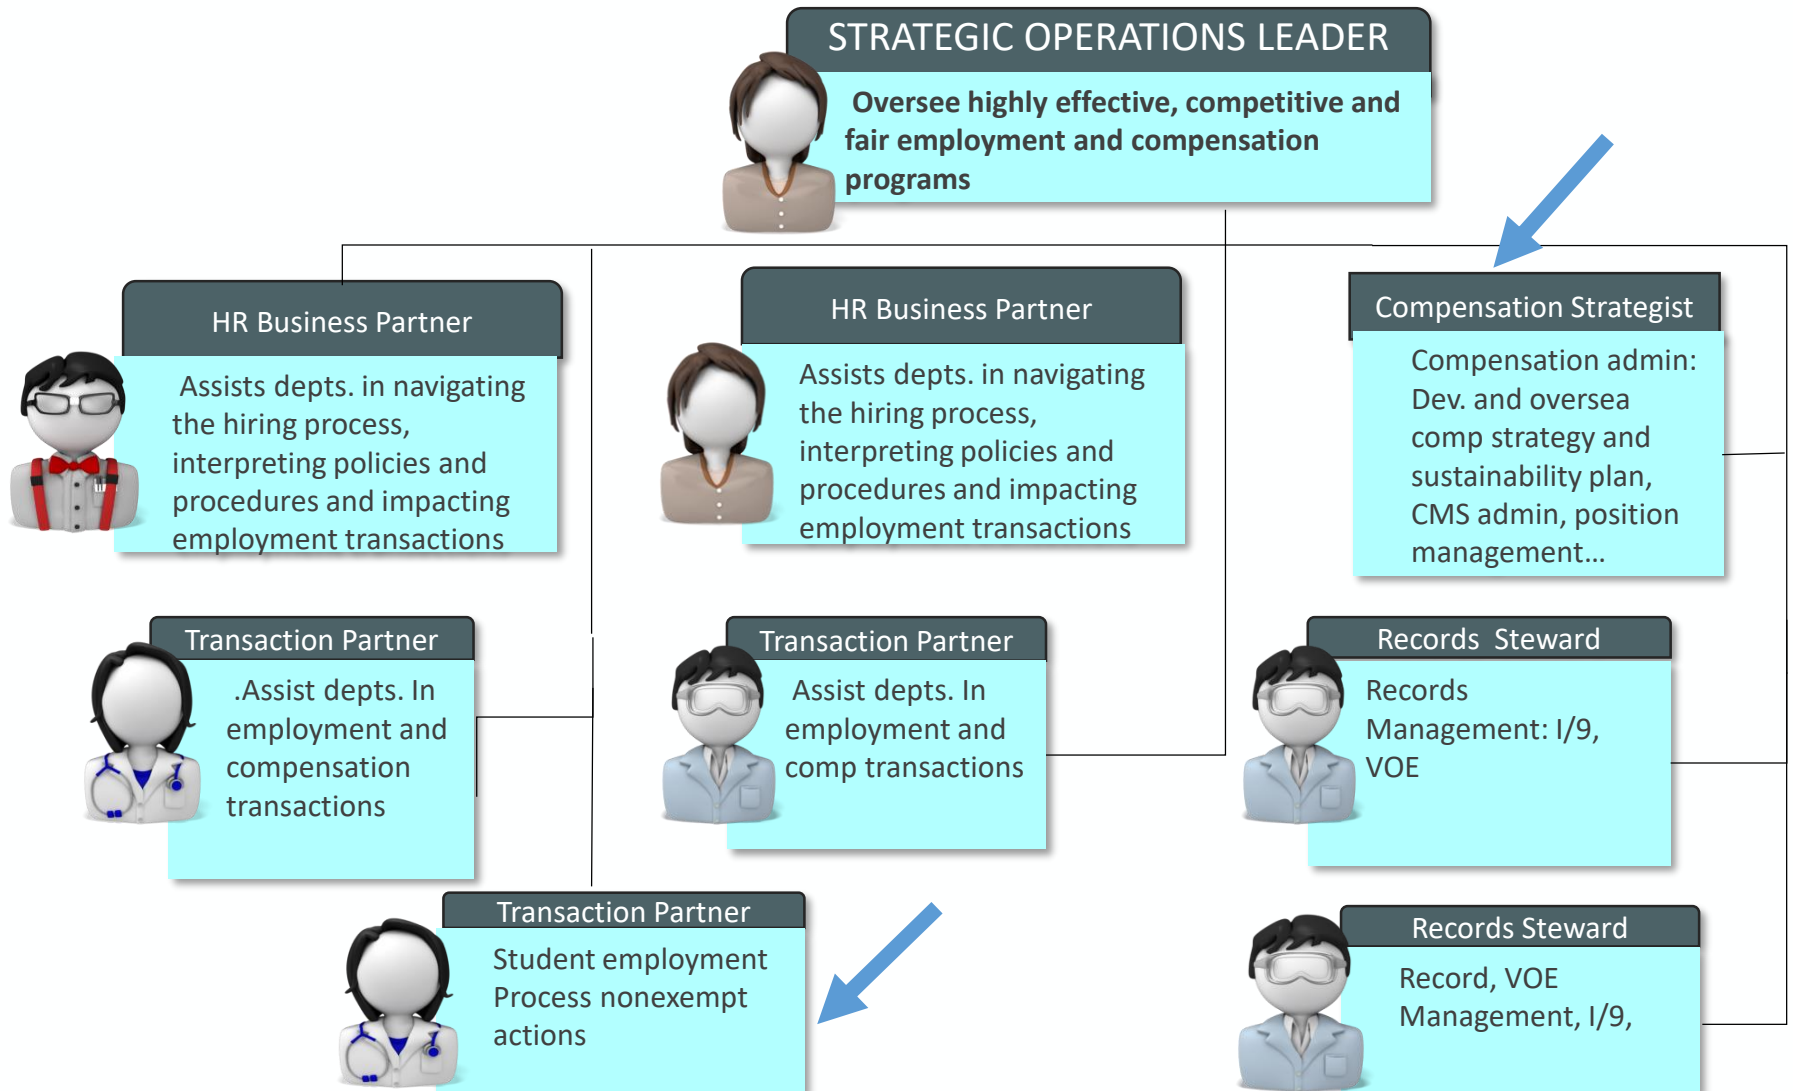 STRATEGIC OPERATIONS LEADER
Oversee highly effective, competitive and
fair employment and compensation
programs
HR Business Partner
Assists depts. in navigating
the hiring process,
interpreting policies and
procedures and impacting
employment transactions
HR Business Partner
Assists depts. in navigating
the hiring process,
interpreting policies and
procedures and impacting
employment transactions
Compensation Strategist
Compensation admin:
Dev. and oversea
comp strategy and
sustainability plan,
CMS admin, position
management...
Transaction Partner
.Assist depts. In
employment and
compensation
transactions
Transaction Partner
Assist depts. In
employment and
comp transactions
Records Steward
Records
Management: I/9,
VOE
Transaction Partner
Student employment
Process nonexempt
actions
Records Steward
Record, VOE
Management, I/9,